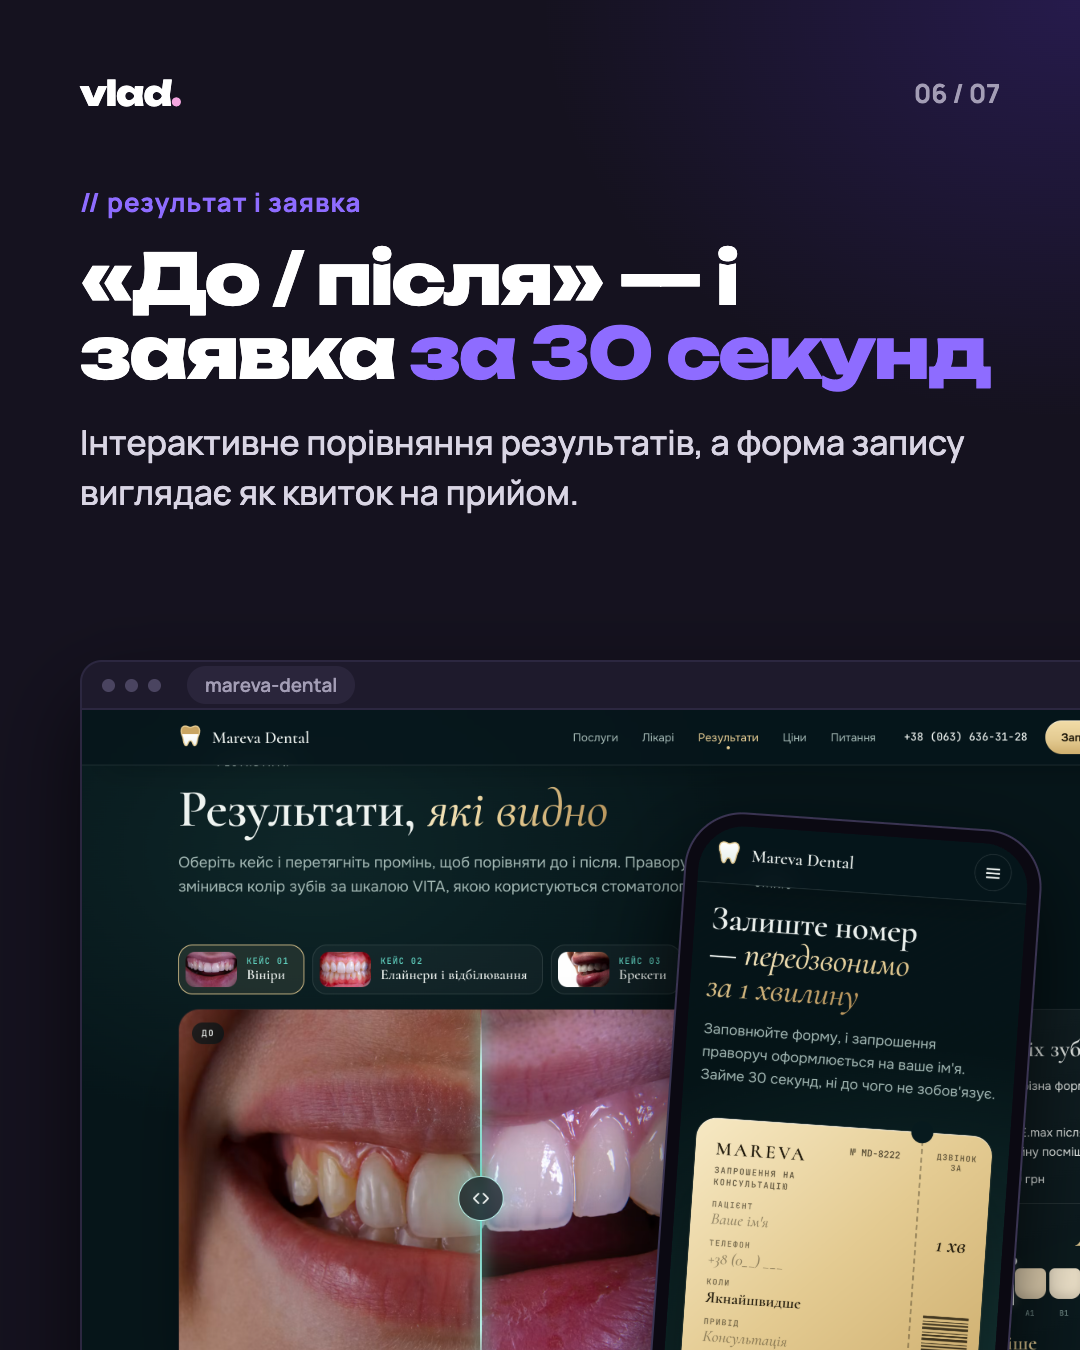 vlad.
06 / 07
// результат і заявка
«До / після» — і
заявка за 30 секунд
Інтерактивне порівняння результатів, а форма запису
виглядає як квиток на прийом.
mareva-dental
Mareva Dental
Послуги
Лікарі
Результати
Ціни
Питання
+38 (063) 636-31-28
Результати, які видно
Оберіть кейс і перетягніть промінь, щоб порівняти до і після.
змінився колір зубів за шкалою VITA, якою користуються
КЕЙС 01
Вініри
КЕЙС 02
Елайнери і відбілювання
КЕЙС 03
Брекети
ДО
Mareva Dental
Залиште номер
— передзвонимо
за 1 хвилину
Заповнюйте форму, і запрошення
праворуч оформлюється на ваше ім'я.
Займе 30 секунд, ні до чого не зобов'язує.
MAREVA
№ MD-8222
ЗАПРОШЕННЯ НА
КОНСУЛЬТАЦІЮ
ДЗВІНОК
ЗА
1 хв
ПАЦІЄНТ
Ваше ім'я
ТЕЛЕФОН
+38 (0_ _) _ _ _
КОЛИ
Якнайшвидше
ПРИВІД
Консультація
грн
A1
B1